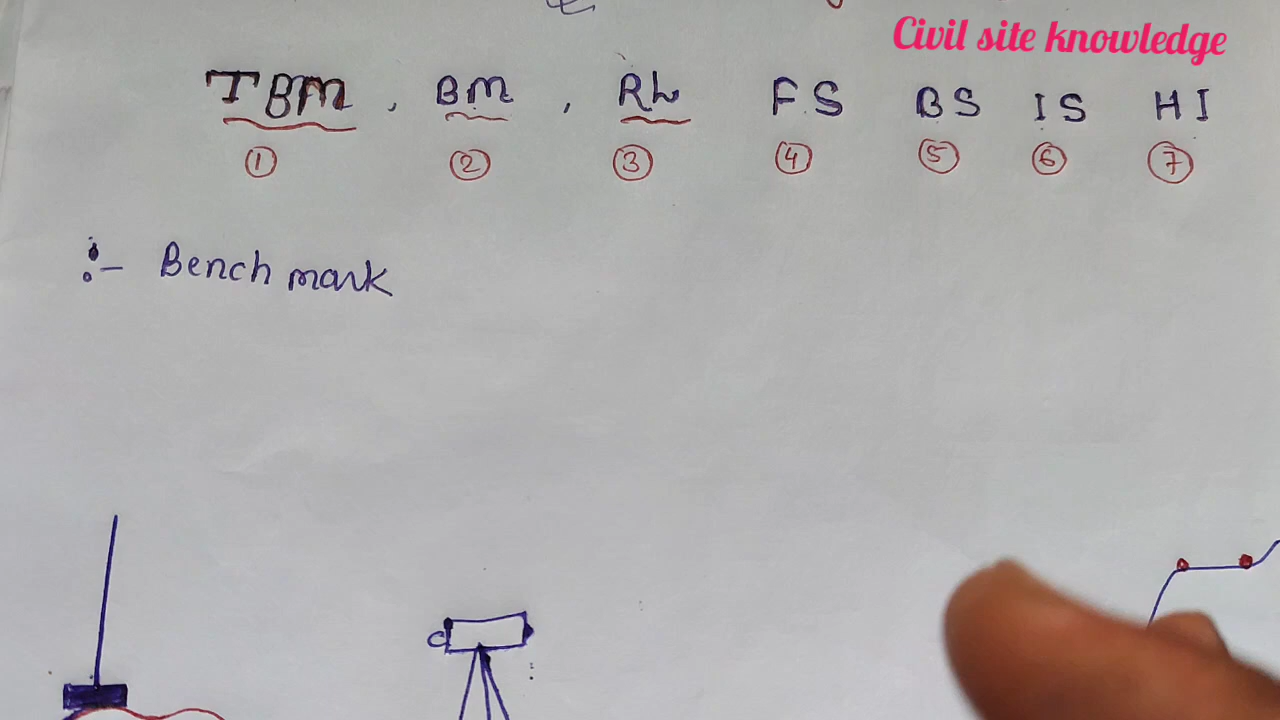 Civil site knowledge
TBM , BM , RL FS BS IS HI
1 2 3 4 5 6 7
:- Bench mark